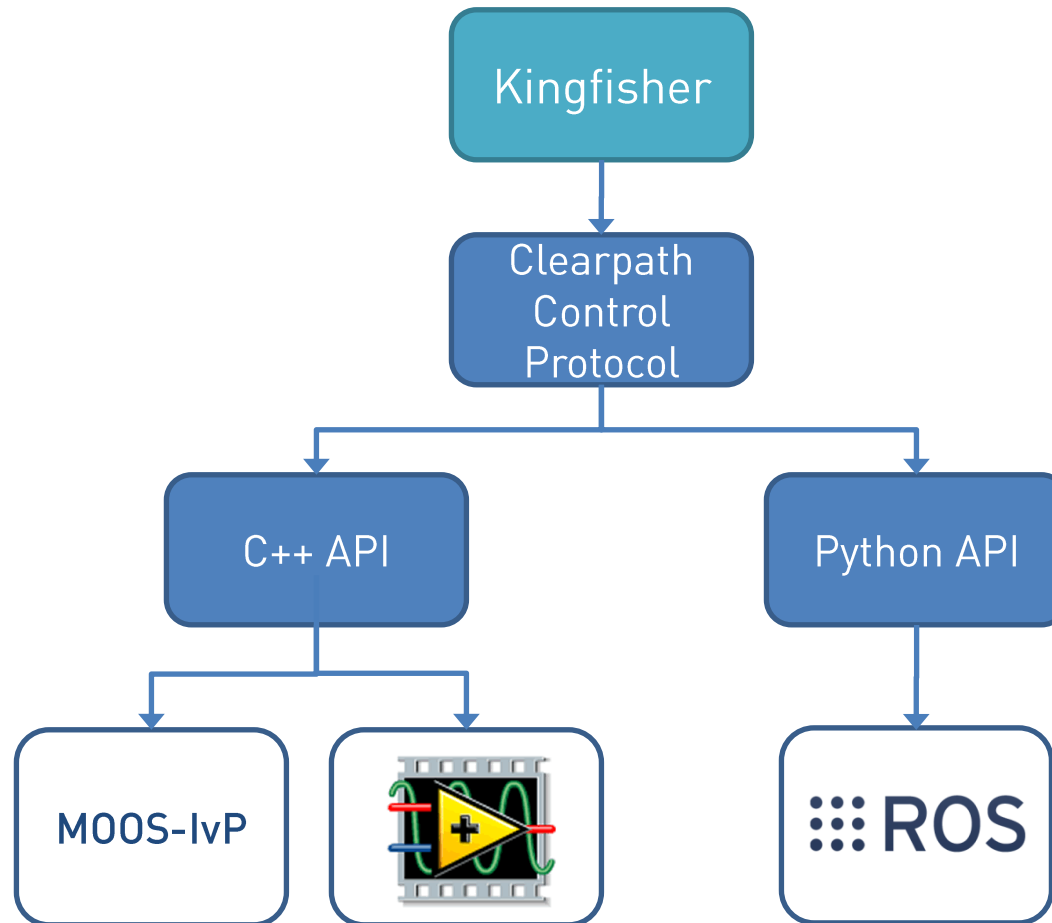 Kingfisher
Clearpath
Control
Protocol
C++ API
Python API
MOOS-IvP
ROS